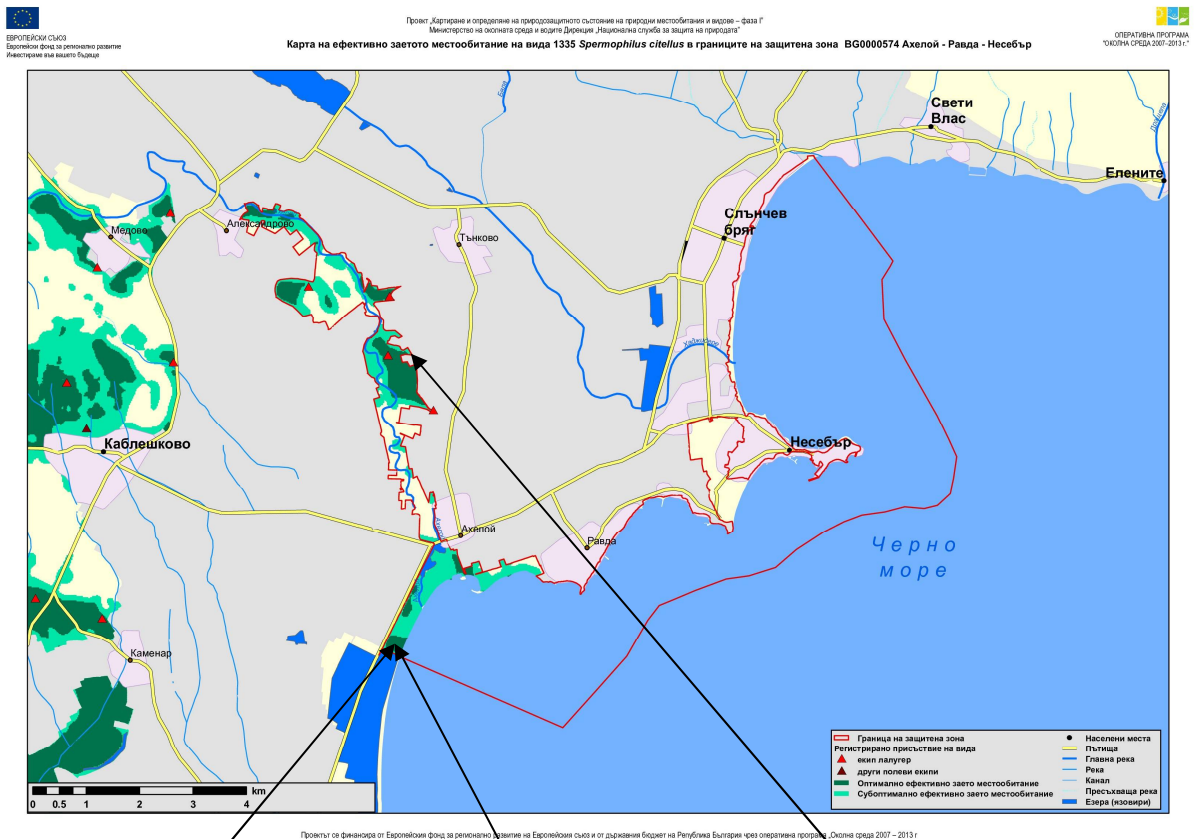 Проект „Картиране и определяне на природозащитното състояние на природни местообитания и видове – фаза I”
Министерство на околната среда и водите Дирекция „Национална служба за защита на природата”
Карта на ефективно заетото местообитание на вида 1335 Spermophilus citellus в границите на защитена зона BG0000574 Ахелой - Равда - Несебър
ЕВРОПЕЙСКИ СЪЮЗ
Европейски фонд за регионално развитие
Инвестираме във вашето бъдеще
ОПЕРАТИВНА ПРОГРАМА
"ОКОЛНА СРЕДА 2007–2013 г."
Свети
Влас
Елените
Слънчев
бряг
Медово
Александрово
Тънково
Хаджийска
Каблешково
Несебър
Ахелой
Ахелой
Равда
Черно
море
Каменар
Граница на защитена зона
Регистрирано присъствие на вида
екип лалугер
други полеви екипи
Оптимално ефективно заето местообитание
Субоптимално ефективно заето местообитание
Населени места
Пътища
Главна река
Река
Канал
Пресъхваща река
Езера (язовири)
0 0.5 1 2 3 4 km
Проектът се финансира от Европейския фонд за регионално развитие на Европейския съюз и от държавния бюджет на Република България чрез оперативна програма „Околна среда 2007 – 2013 г